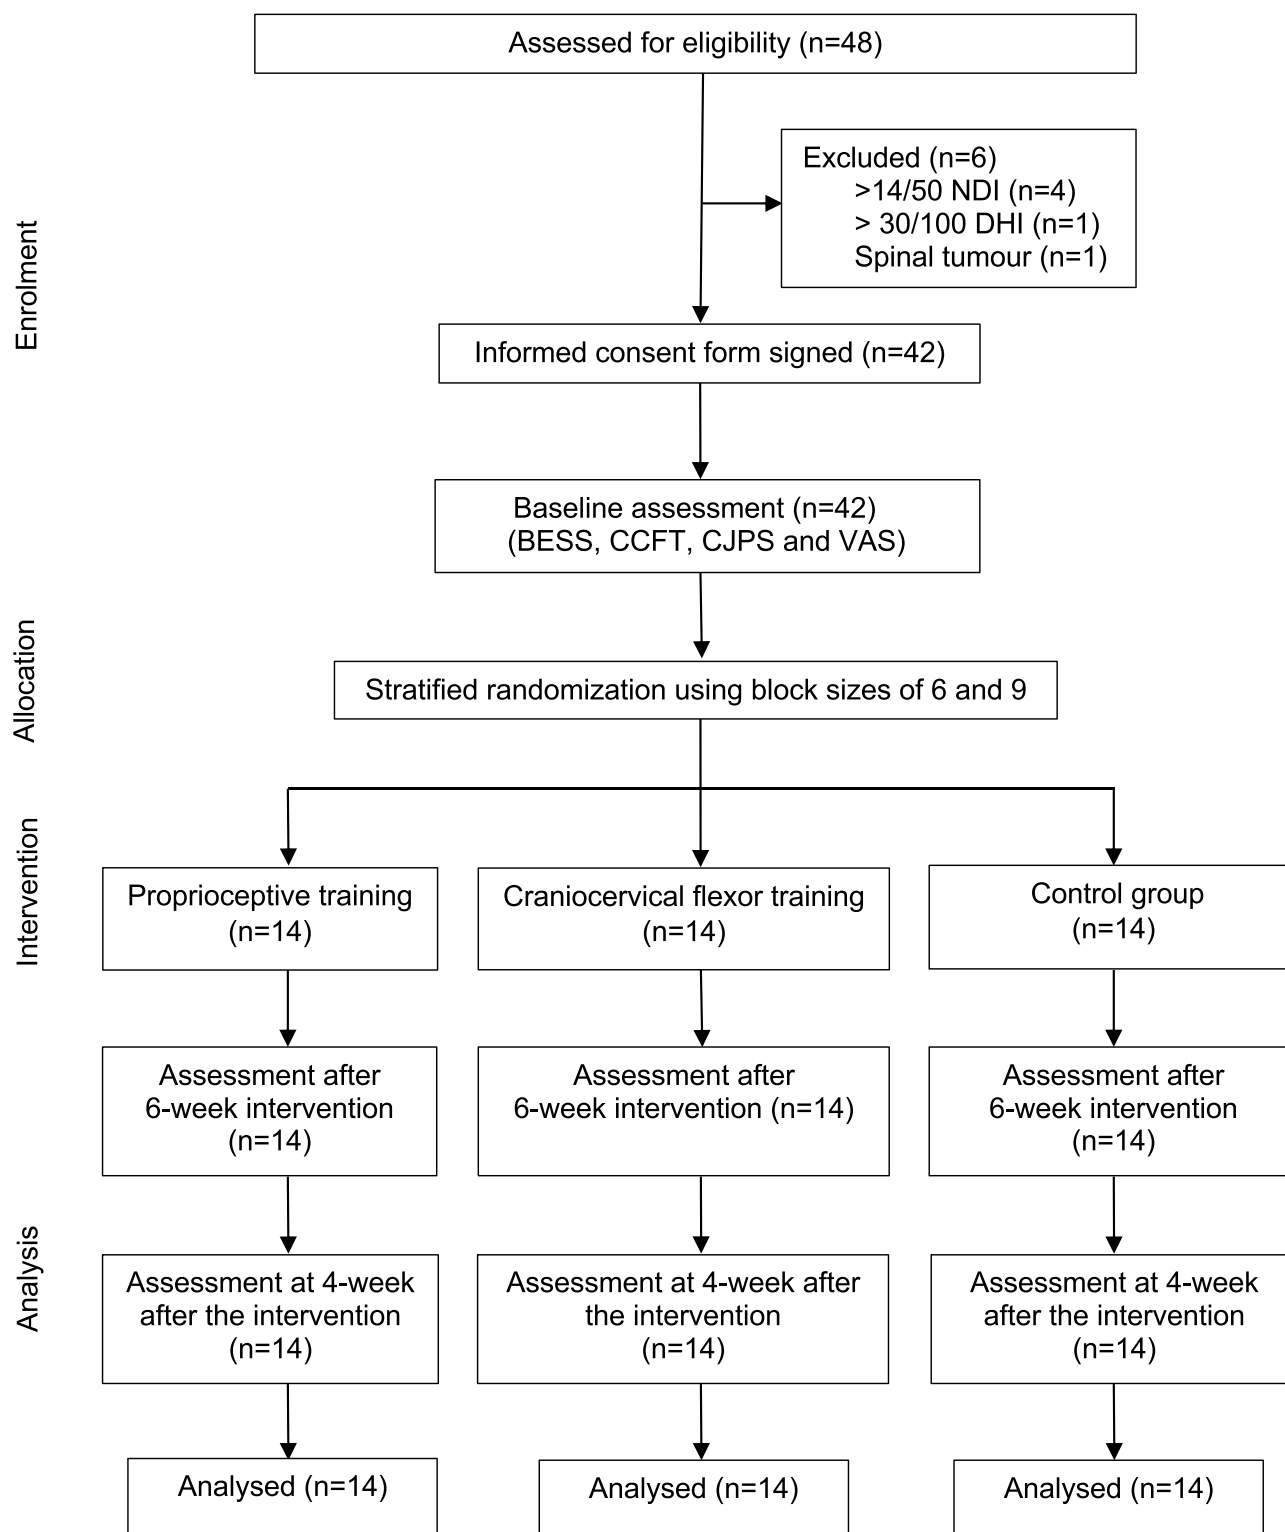 Assessed for eligibility (n=48)
Excluded (n=6)
>14/50 NDI (n=4)
> 30/100 DHI (n=1)
Spinal tumour (n=1)
Enrolment
Informed consent form signed (n=42)
Baseline assessment (n=42)
(BESS, CCFT, CJPS and VAS)
Allocation
Stratified randomization using block sizes of 6 and 9
Intervention
Proprioceptive training
(n=14)
Craniocervical flexor training
(n=14)
Control group
(n=14)
Assessment after
6-week intervention
(n=14)
Assessment after
6-week intervention (n=14)
Assessment after
6-week intervention
(n=14)
Analysis
Assessment at 4-week
after the intervention
(n=14)
Assessment at 4-week after
the intervention
(n=14)
Assessment at 4-week
after the intervention
(n=14)
Analysed (n=14)
Analysed (n=14)
Analysed (n=14)